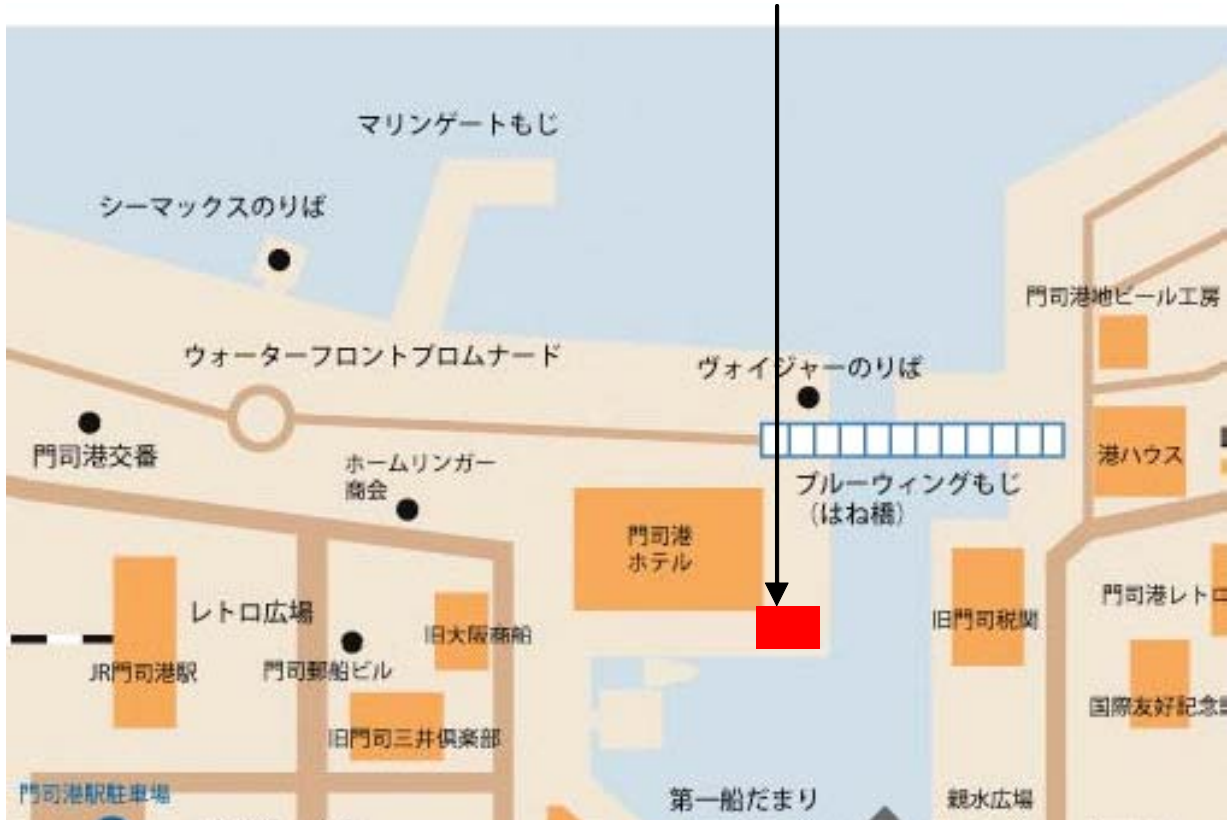 マリンゲートもじ
シーマックスのりば
門司港地ビール工房
ウォーターフロントプロムナード
ヴォイジャーのりば
門司港交番
ホームリンガー
商会
港ハウス
ブルーウィングもじ
（はね橋）
門司港
ホテル
レトロ広場
旧大阪商船
旧門司税関
門司港レトロ
JR門司港駅
門司郵船ビル
国際友好記念
旧門司三井倶楽部
門司港駅駐車場
第一船だまり
親水広場